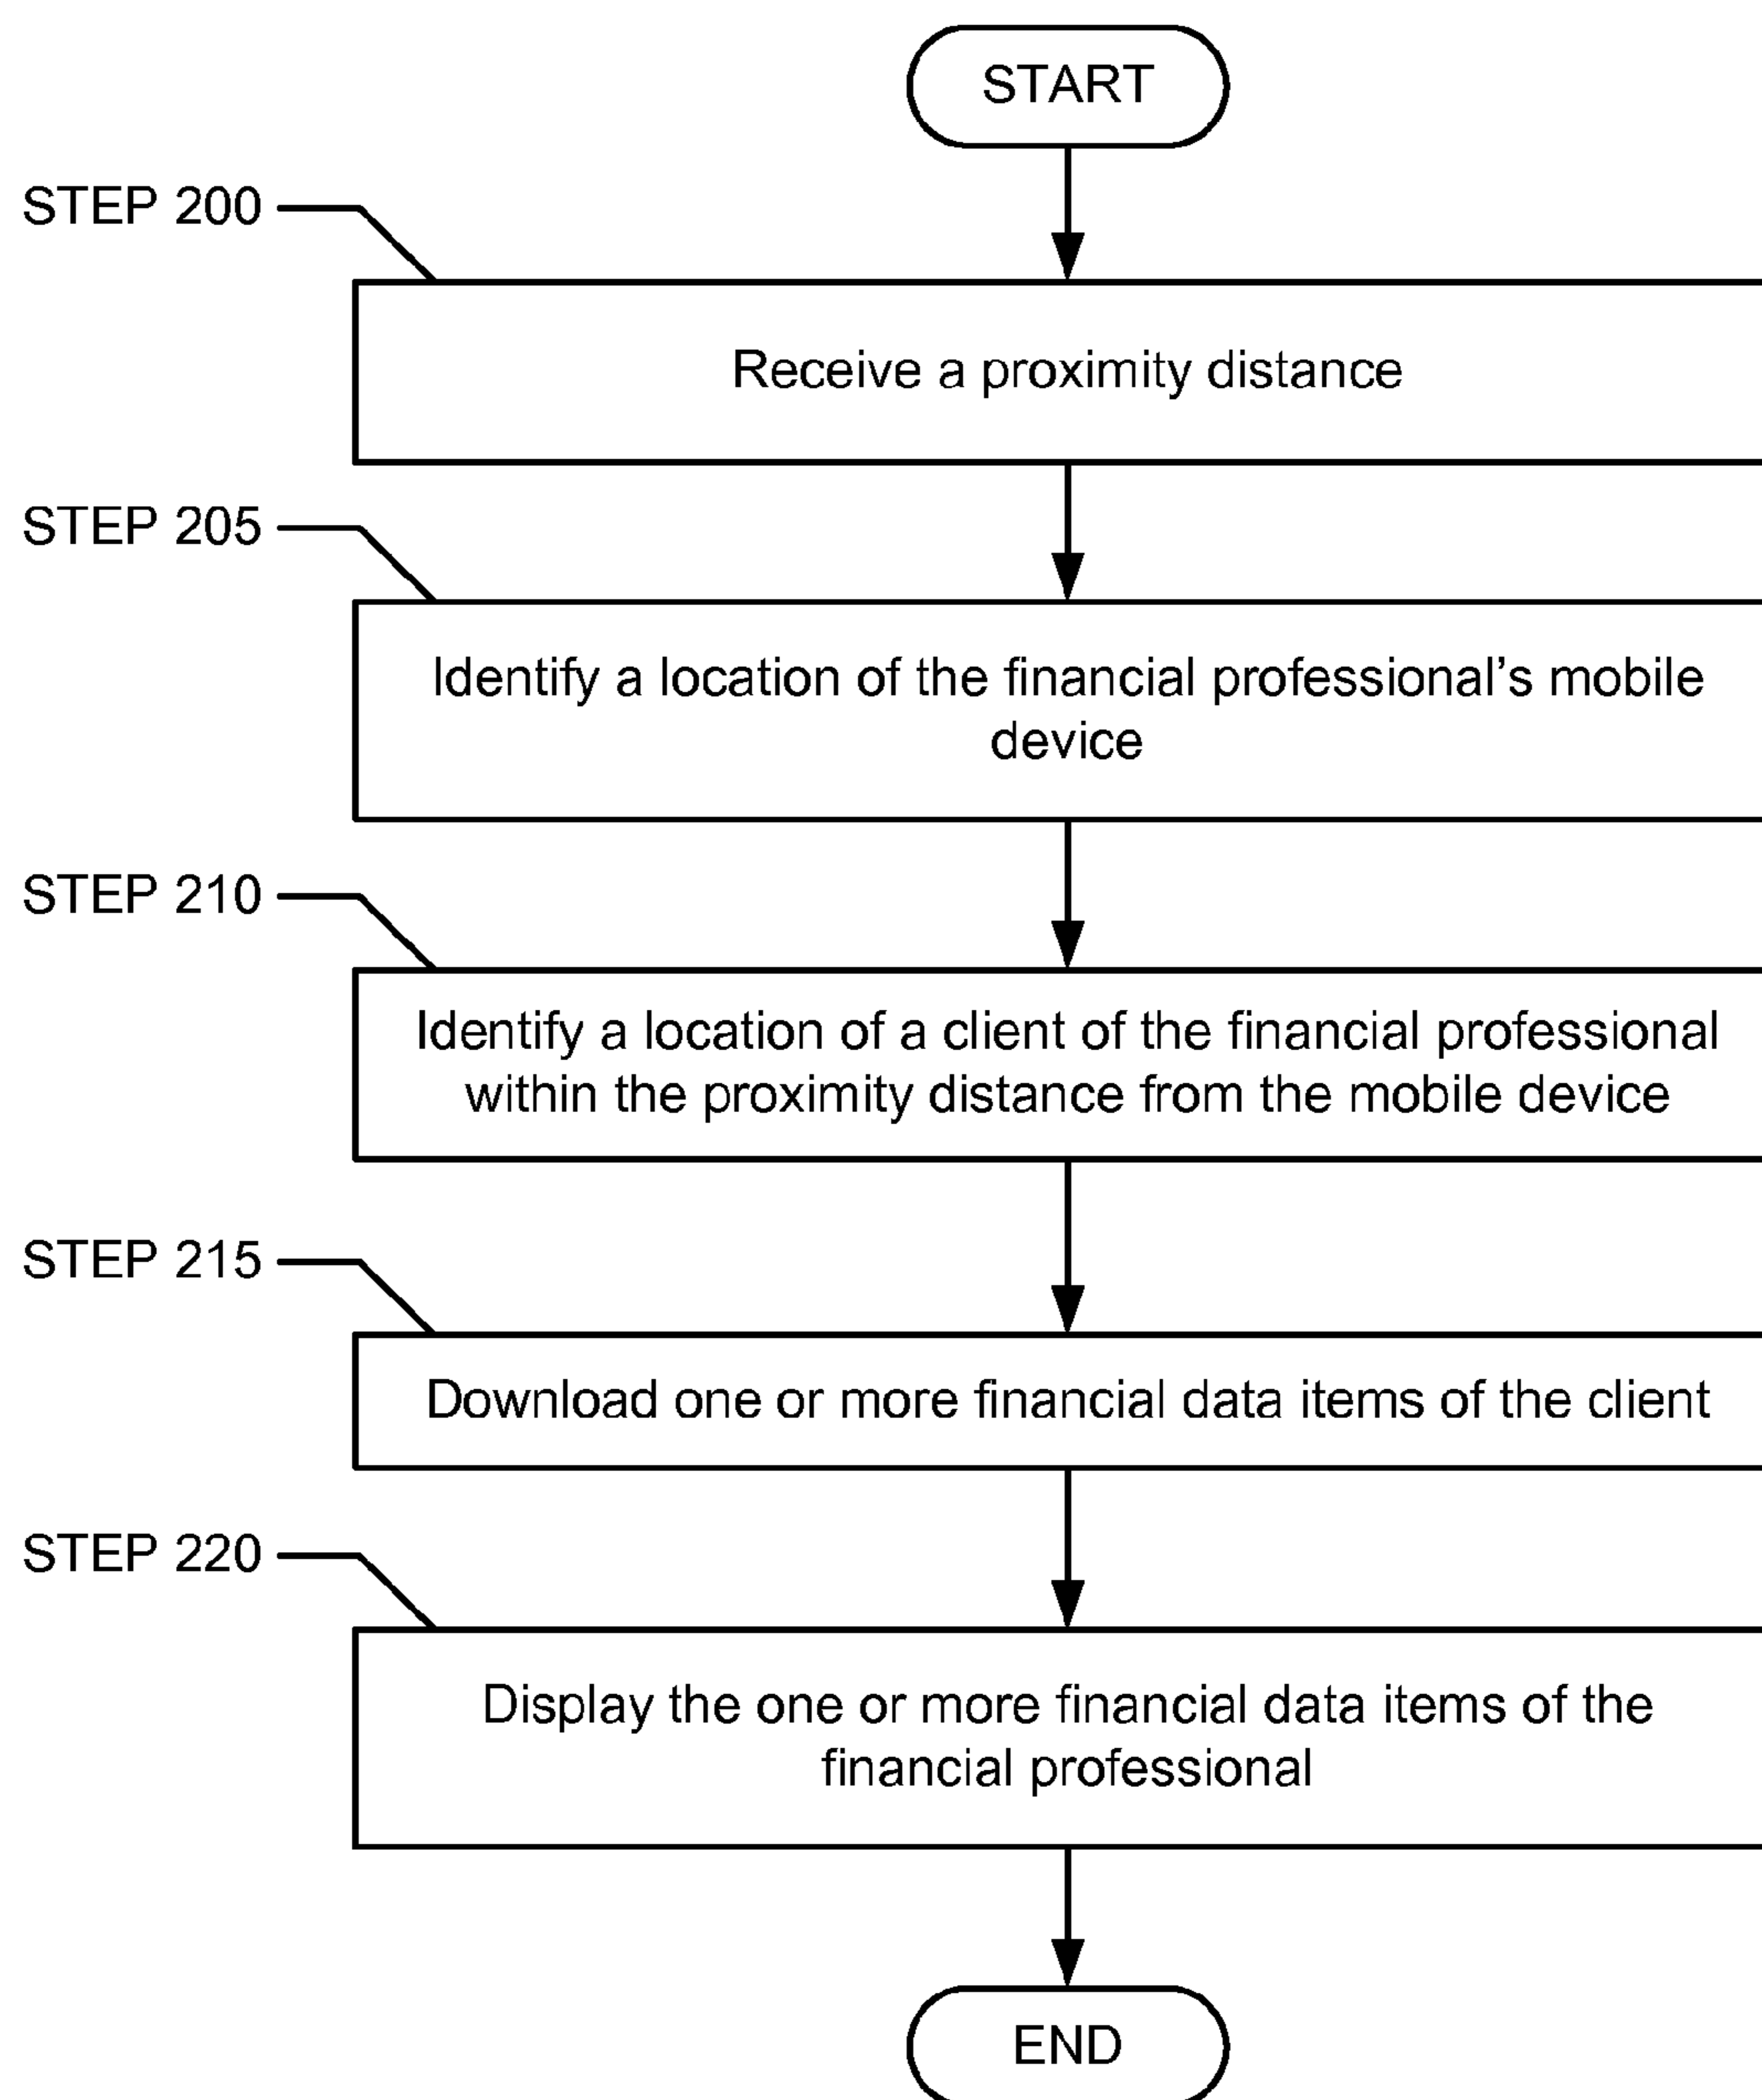 START
STEP 200
Receive a proximity distance
STEP 205
Identify a location of the financial professional's mobile
device
STEP 210
Identify a location of a client of the financial professional
within the proximity distance from the mobile device
STEP 215
Download one or more financial data items of the client
STEP 220
Display the one or more financial data items of the
financial professional
END